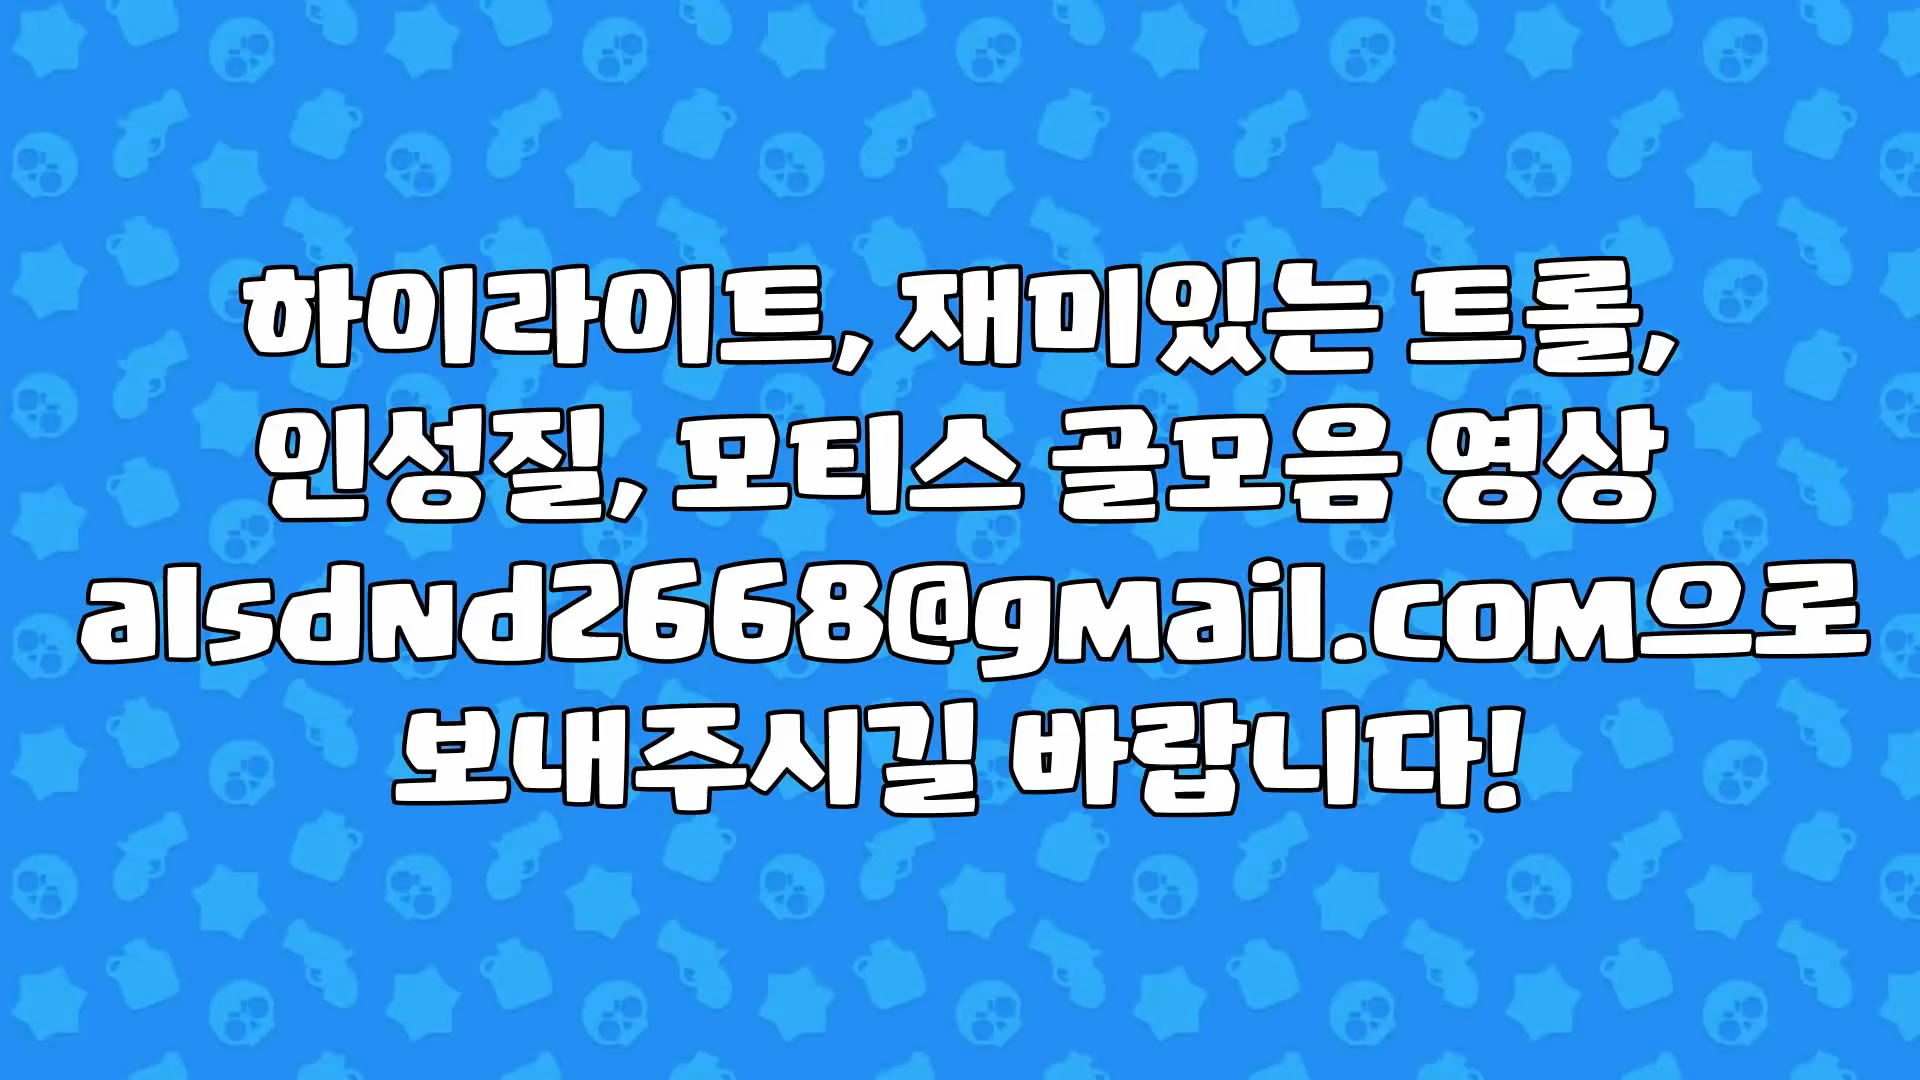 하이라이트, 재미있는 트롤,
인성질, 모티스 골모음 영상
alsdnd2668@gmail.com으로
보내주시길 바랍니다!